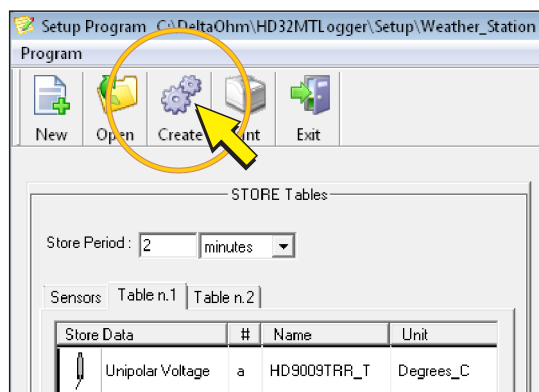 Setup Program C:\DeltaOhm\HD32MTLogger\Setup\Weather_Station
Program
New Open Create Exit
STORE Tables
Store Period : 2 minutes
Sensors Table n.1 Table n.2
Store Data # Name Unit
Unipolar Voltage a HD9009TRR_T Degrees_C